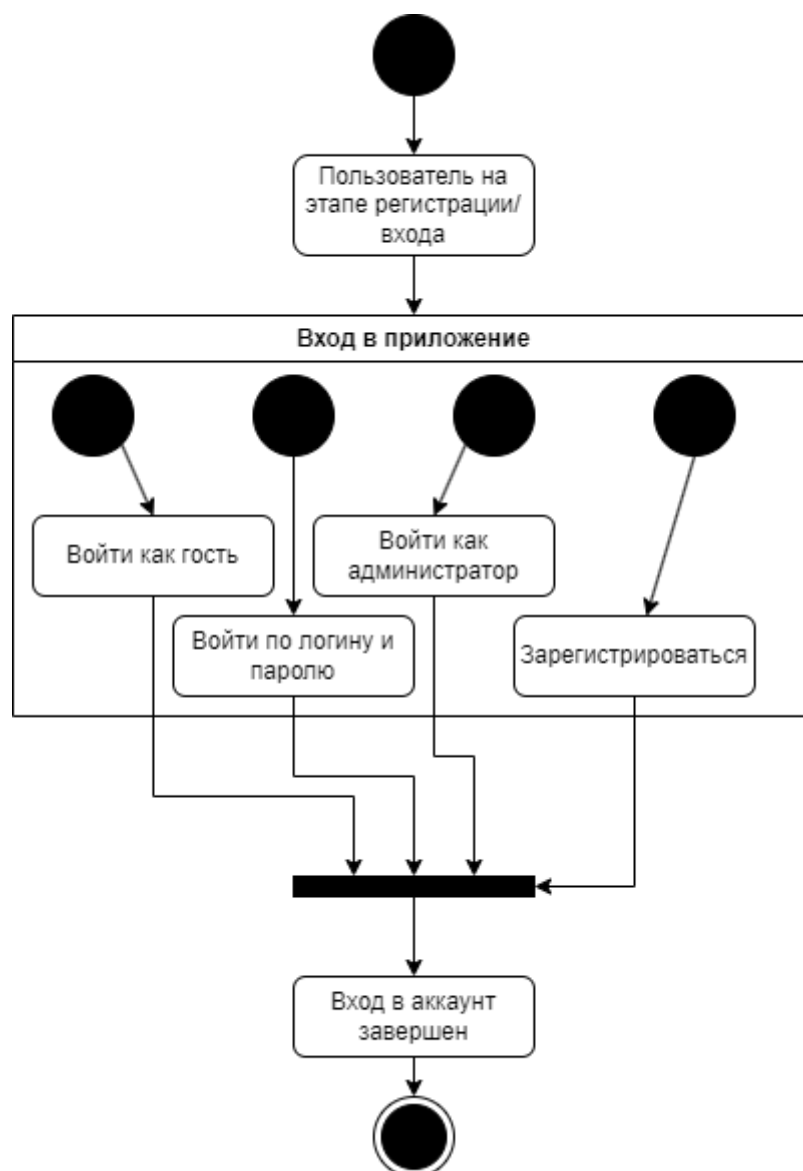 Пользователь на
этапе регистрации/
входа
Вход в приложение
Войти как гость
Войти как
администратор
Войти по логину и
паролю
Зарегистрироваться
Вход в аккаунт
завершен